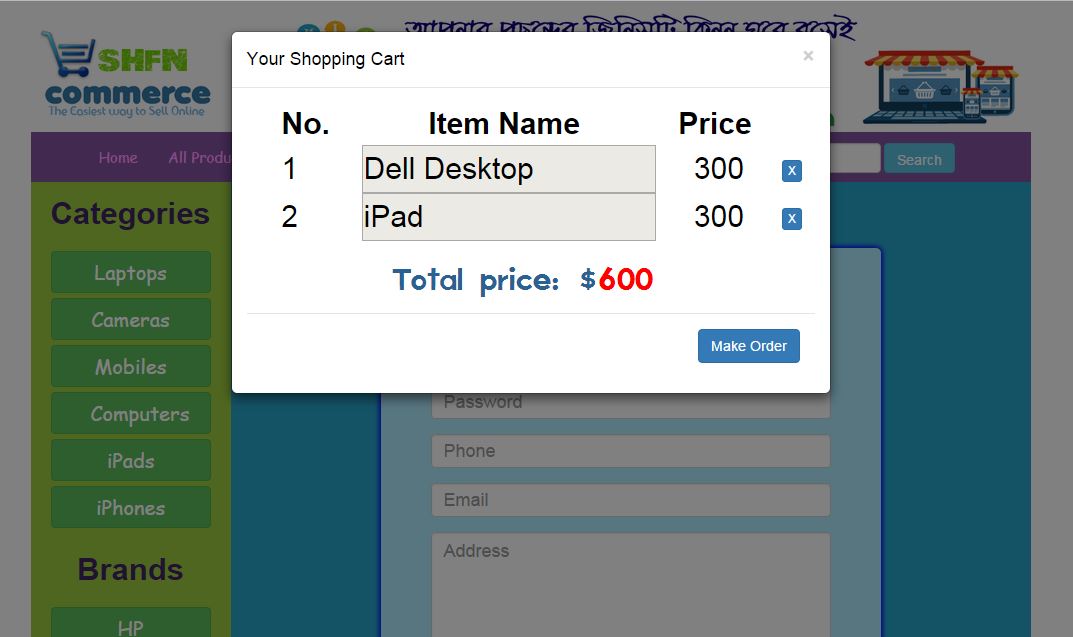 আপনার পছন্দের জিনিসটি কিনুন ঘরে বসেই
SHFN
commerce
The Easiest way to Sell Online
Your Shopping Cart ×
No. Item Name Price
1 Dell Desktop 300 X
2 iPad 300 X
Total price: $600
Make Order
Home All Produ
Search
Categories
Laptops
Cameras
Mobiles
Computers
iPads
iPhones
Brands
HP
Password
Phone
Email
Address